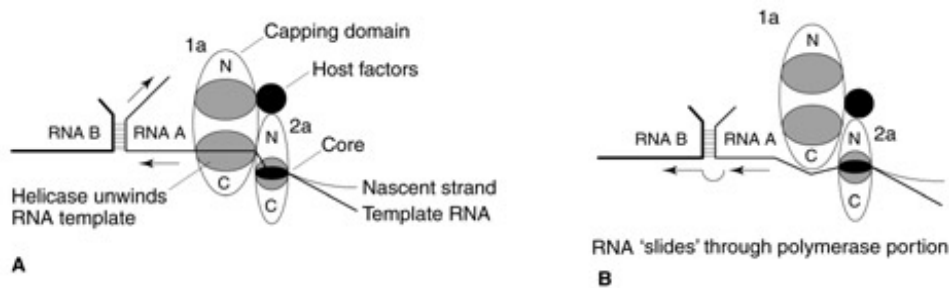 1a
Capping domain
N
Host factors
RNA B
RNA A
2a
N
Core
C
Helicase unwinds
RNA template
C
Nascent strand
Template RNA
A
1a
N
RNA B
RNA A
2a
N
C
C
RNA ‘slides’ through polymerase portion
B